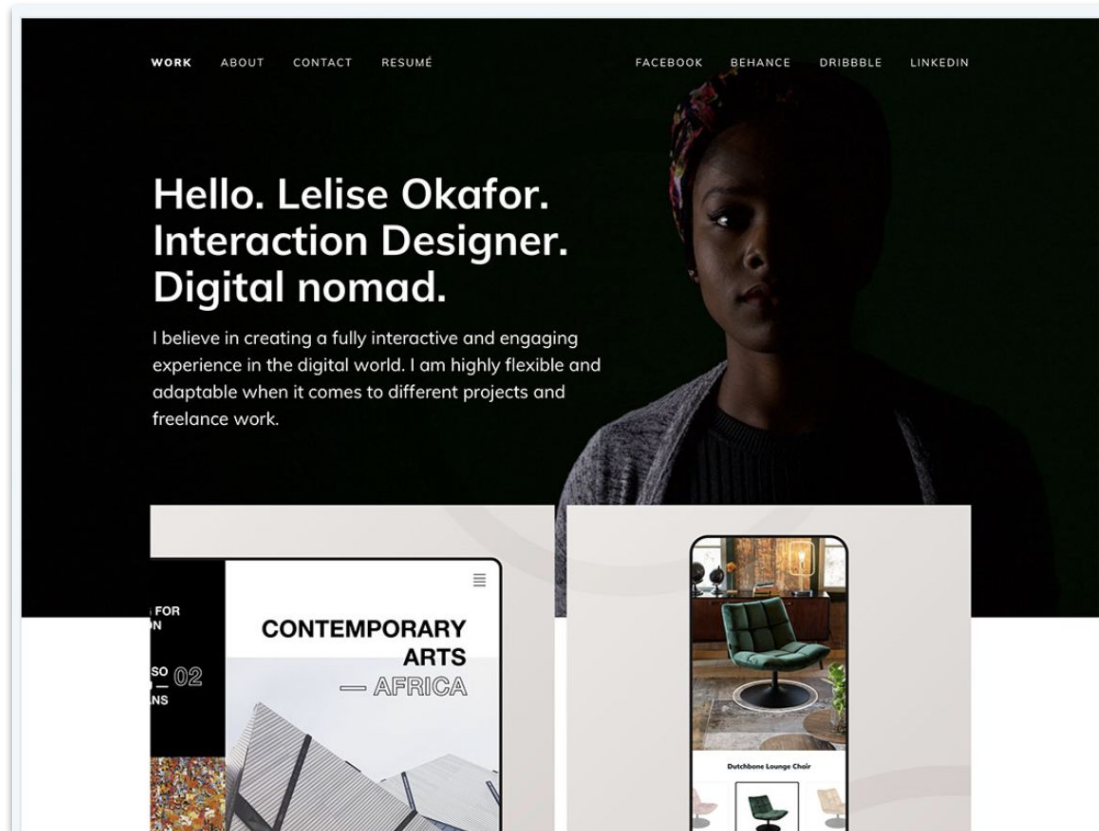 WORK ABOUT CONTACT RESUMÉ FACEBOOK BEHANCE DRIBBBLE LINKEDIN
Hello. Lelise Okafor.
Interaction Designer.
Digital nomad.
I believe in creating a fully interactive and engaging
experience in the digital world. I am highly flexible and
adaptable when it comes to different projects and
freelance work.
FOR
SO
02
CONTEMPORARY
ARTS
— AFRICA
Dutchbone Lounge Chair